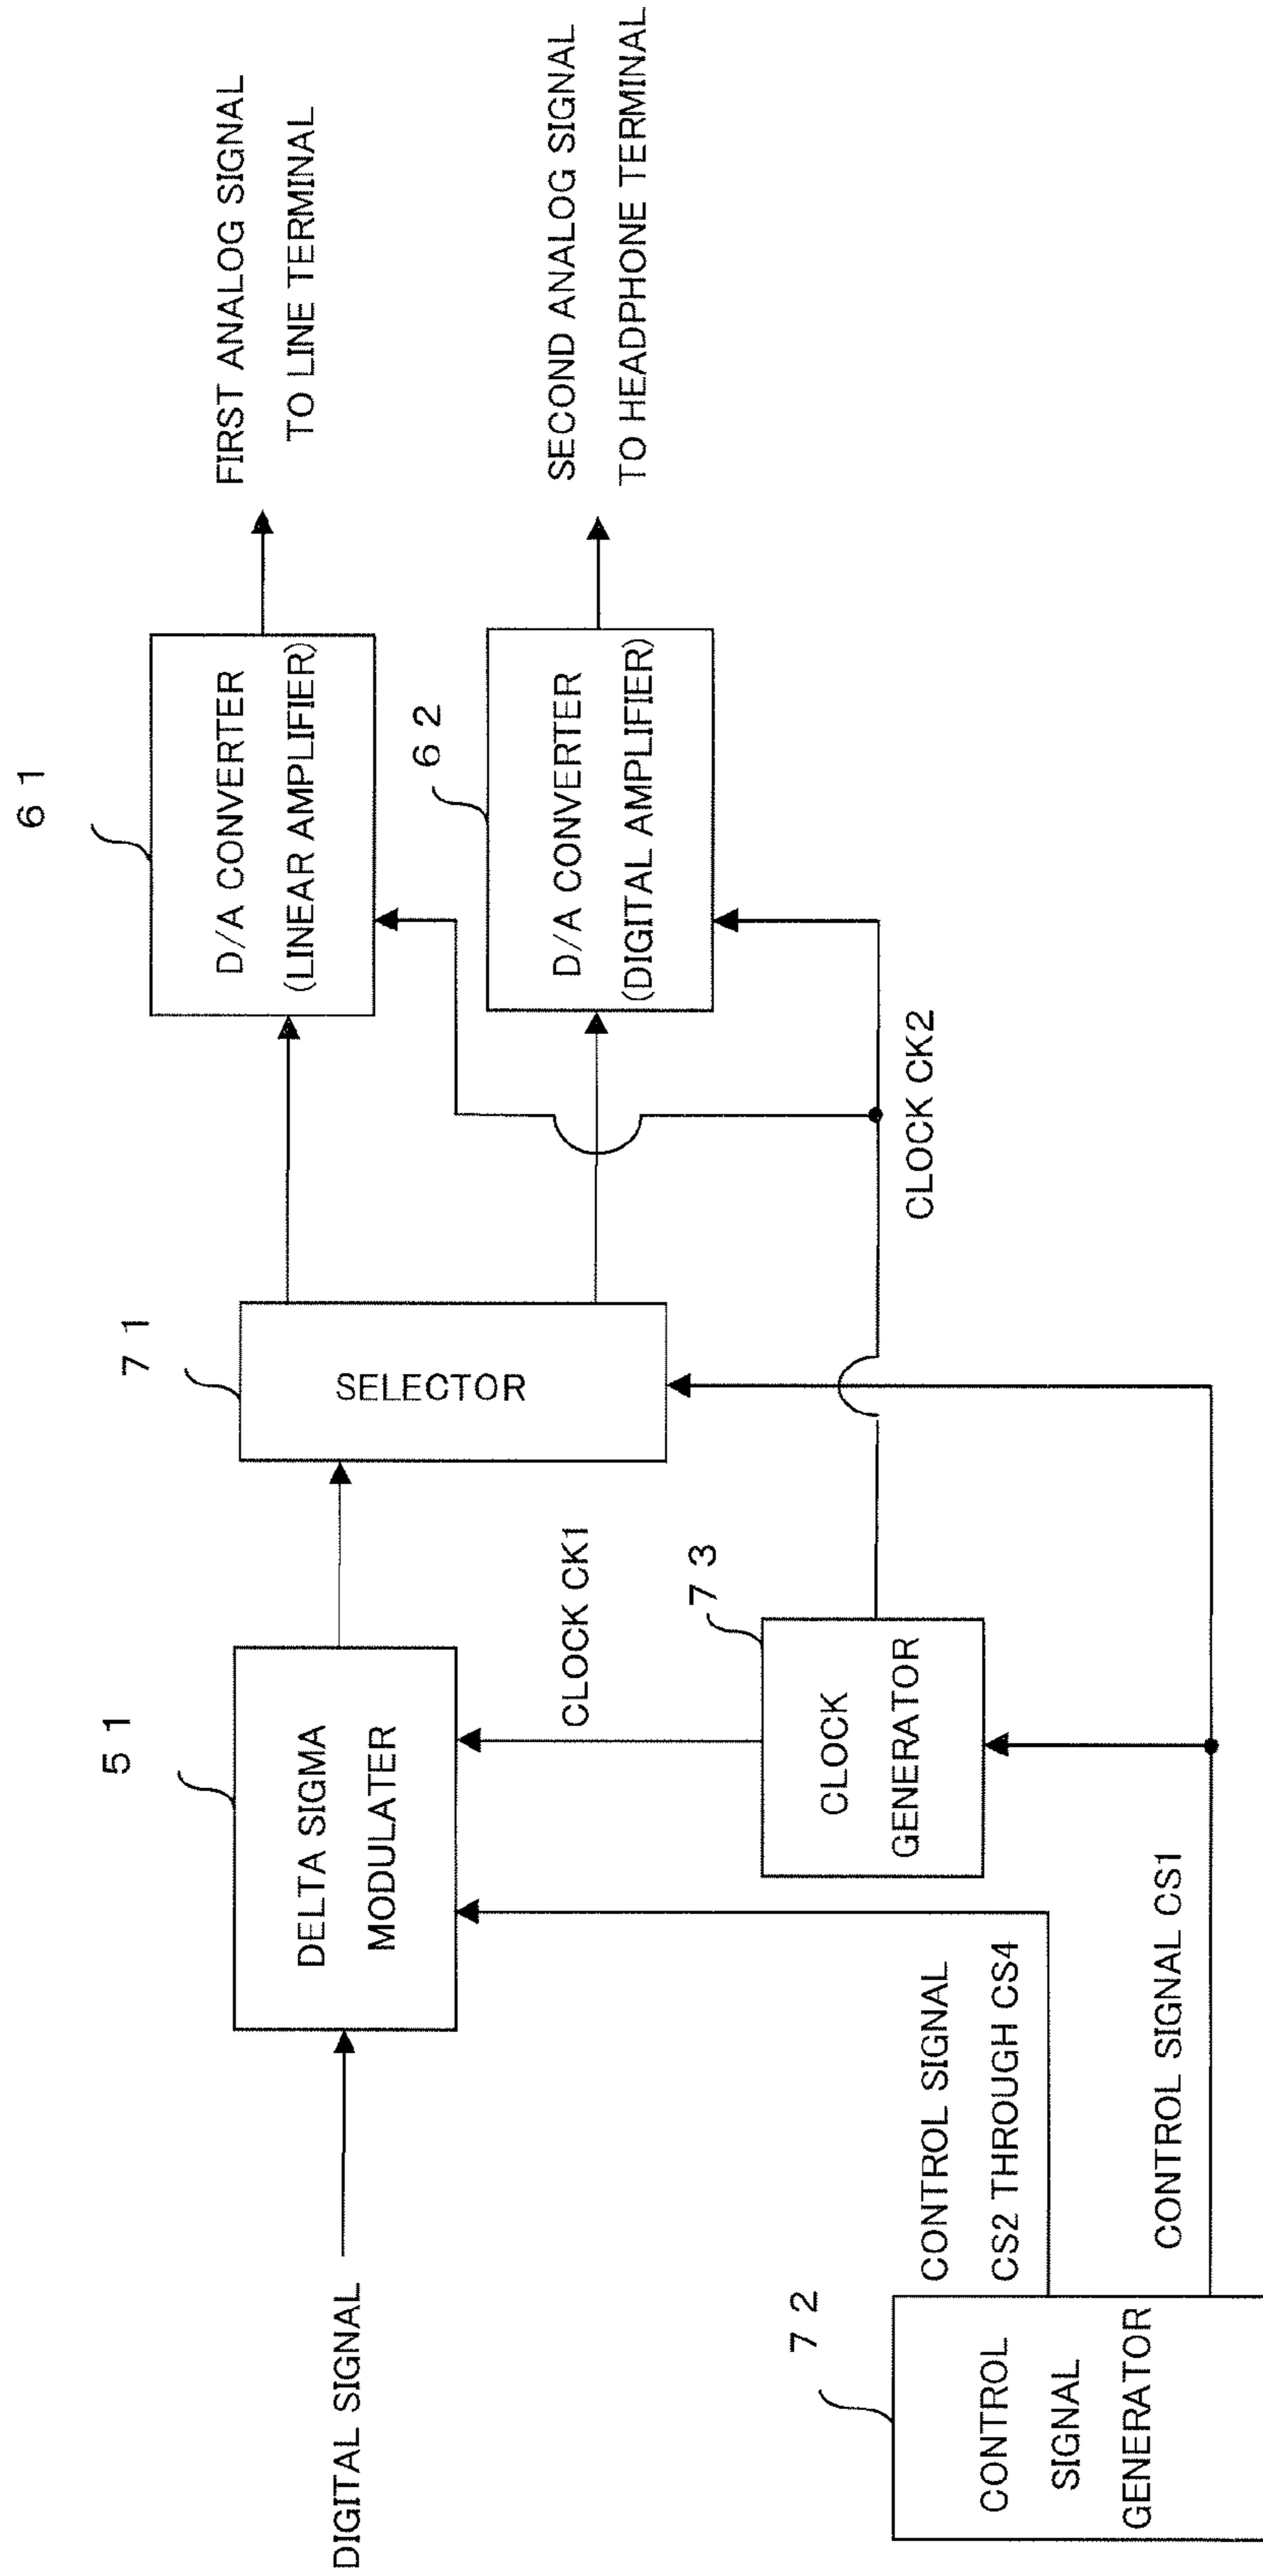 DIGITAL SIGNAL
51
DELTA SIGMA
MODULATER
71
SELECTOR
61
D/A CONVERTER
(LINEAR AMPLIFIER)
FIRST ANALOG SIGNAL
TO LINE TERMINAL
62
D/A CONVERTER
(DIGITAL AMPLIFIER)
SECOND ANALOG SIGNAL
TO HEADPHONE TERMINAL
CLOCK CK1
73
CLOCK
GENERATOR
CLOCK CK2
72
CONTROL
SIGNAL
GENERATOR
CONTROL SIGNAL
CS2 THROUGH CS4
CONTROL SIGNAL CS1